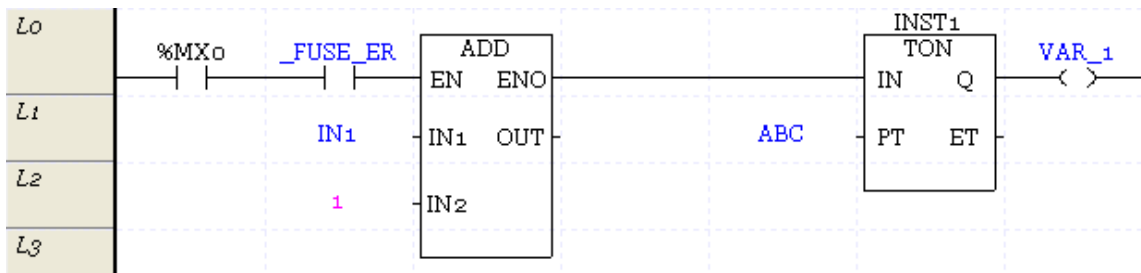 L0 INST1
%MX0 _FUSE_ER ADD TON VAR_1
EN ENO IN Q
L1
IN1 IN1 OUT ABC PT ET
L2
1 IN2
L3